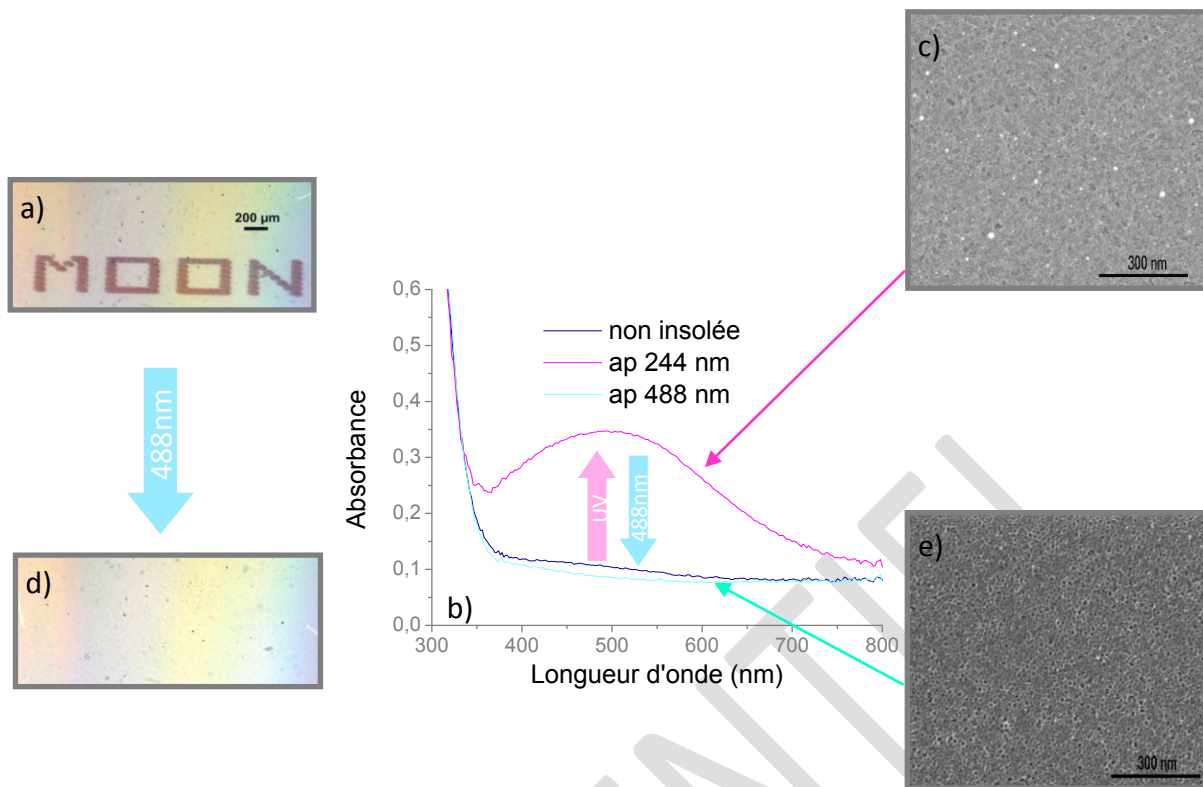 a)
200 µm
MOON
488nm
d)
0,6
0,5
0,4
0,3
0,2
0,1
0,0
300
400
500
600
700
800
Absorbance
Longueur d'onde (nm)
non insolée
ap 244 nm
ap 488 nm
UV
488nm
b)
c)
300 nm
e)
300 nm